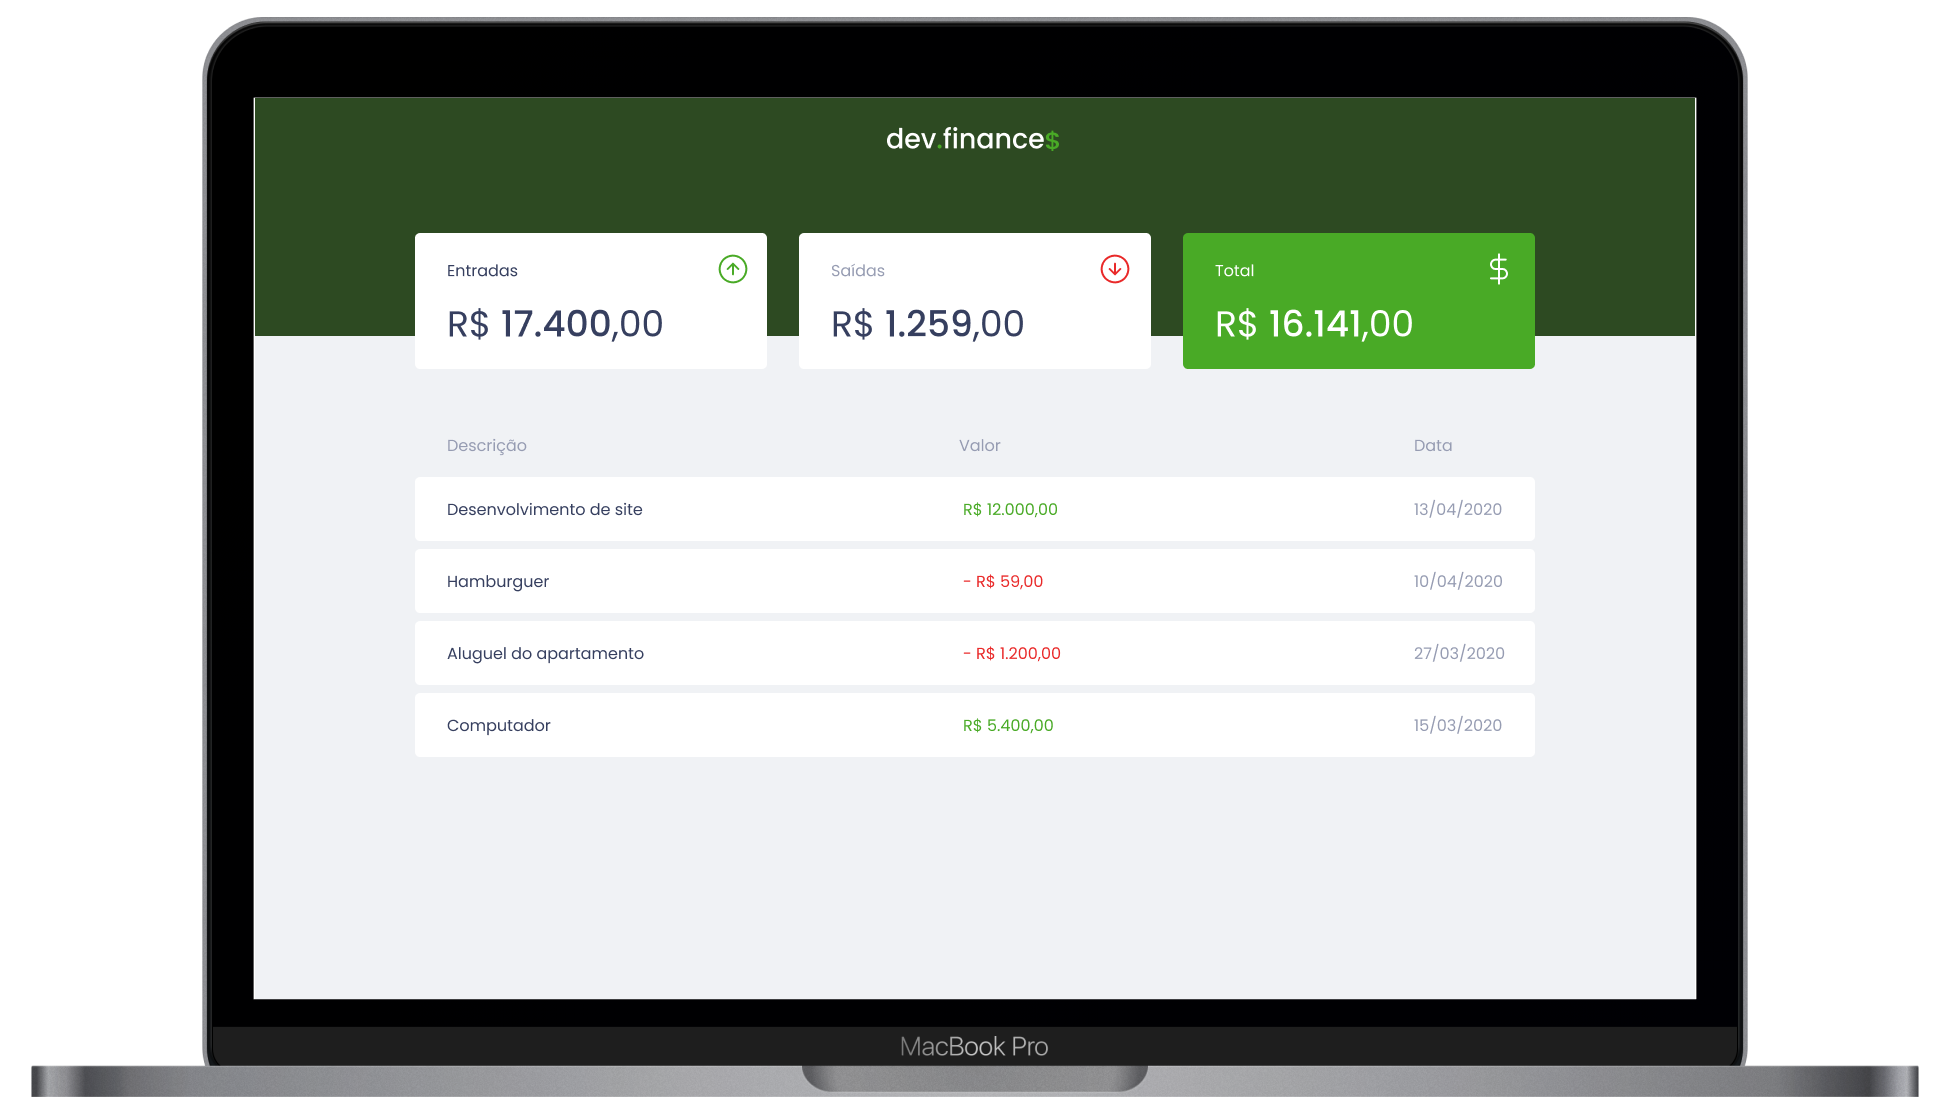 dev.finance$
Entradas
R$ 17.400,00
Saídas
R$ 1.259,00
Total
$
R$ 16.141,00
Descrição Valor Data
Desenvolvimento de site R$ 12.000,00 13/04/2020
Hamburguer - R$ 59,00 10/04/2020
Aluguel do apartamento - R$ 1.200,00 27/03/2020
Computador R$ 5.400,00 15/03/2020
MacBook Pro